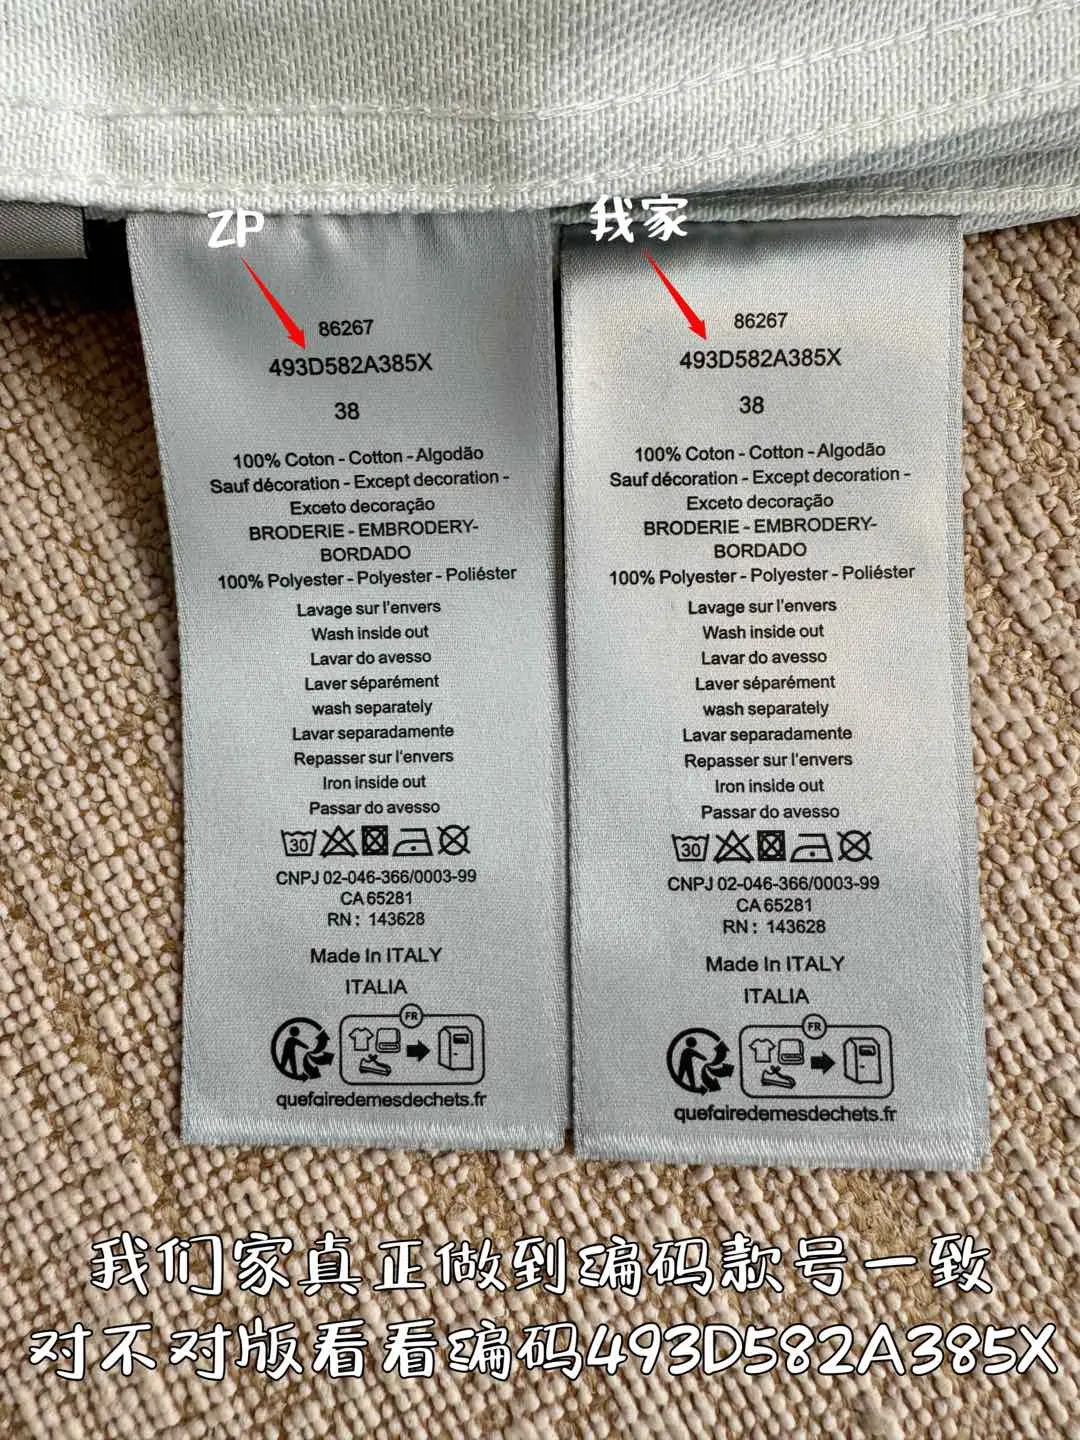 ZP
86267
493D582A385X
38
100% Coton - Cotton - Algodão
Sauf décoration - Except decoration -
Exceto decoração
BRODERIE - EMBRODERY-
BORDADO
100% Polyester - Polyester - Poliéster
Lavage sur l'envers
Wash inside out
Lavar do avesso
Laver séparément
wash separately
Lavar separadamente
Repasser sur l'envers
Iron inside out
Passar do avesso
30
CNPJ 02-046-366/0003-99
CA 65281
RN : 143628
Made In ITALY
ITALIA
FR
quefairedemesdechets.fr
我家
86267
493D582A385X
38
100% Coton - Cotton - Algodão
Sauf décoration - Except decoration -
Exceto decoração
BRODERIE - EMBRODERY-
BORDADO
100% Polyester - Polyester - Poliéster
Lavage sur l'envers
Wash inside out
Lavar do avesso
Laver séparément
wash separately
Lavar separadamente
Repasser sur l'envers
Iron inside out
Passar do avesso
30
CNPJ 02-046-366/0003-99
CA 65281
RN : 143628
Made In ITALY
ITALIA
FR
quefairedemesdechets.fr
我们家真正做到编码款号一致
对不对版看看编码493D582A385X